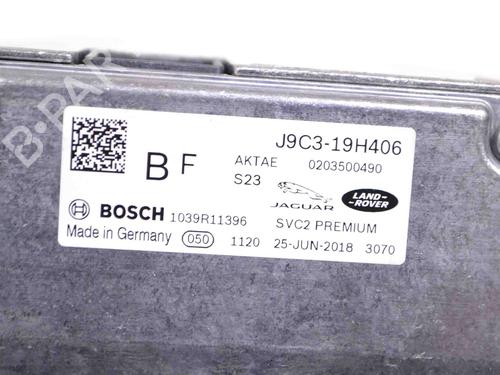 B-PARTS
J9C3-19H406
B F
AKTAE 0203500490
S23
JAGUAR
LAND-ROVER
BOSCH 1039R11396
SVC2 PREMIUM
Made in Germany 050 1120 25-JUN-2018 3070